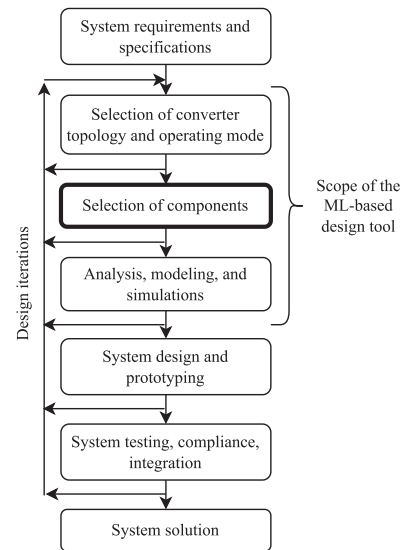 System requirements and
specifications
Selection of converter
topology and operating mode
Selection of components
Scope of the
ML-based
design tool
Design iterations
Analysis, modeling, and
simulations
System design and
prototyping
System testing, compliance,
integration
System solution